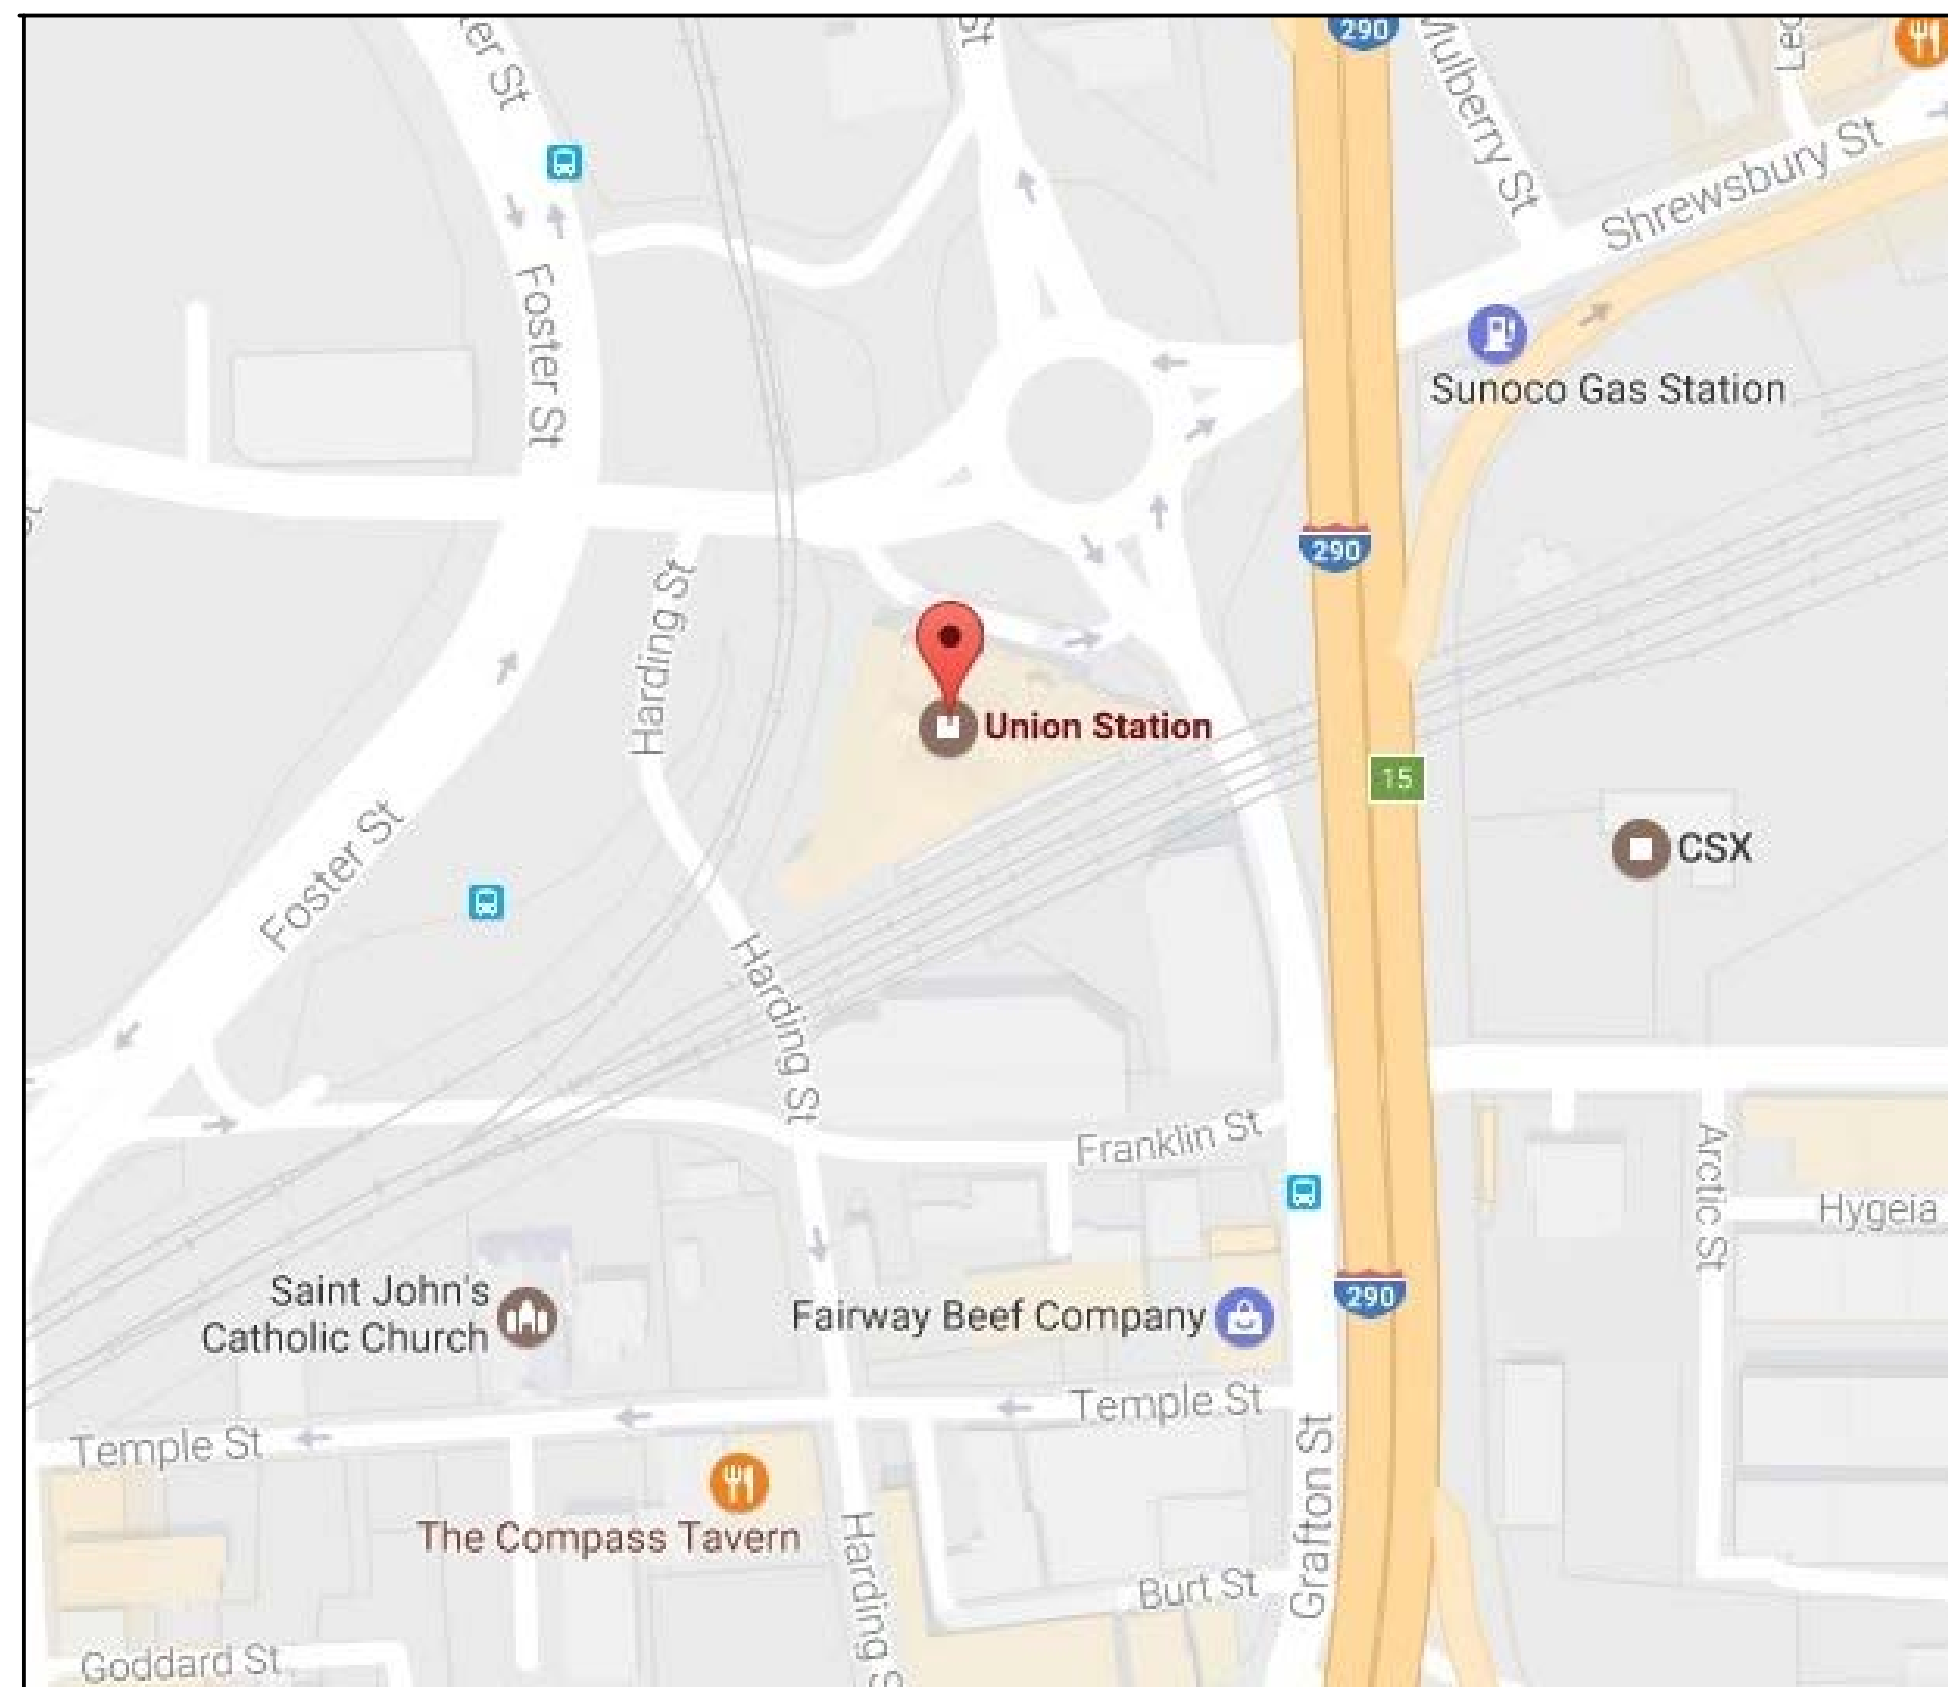 290
St
Mulberry St
Shrewsbury St
Foster St
Sunoco Gas Station
290
Harding St
Union Station
15
CSX
Foster St
Harding St
Franklin St
Arctic St
Hygeia
Saint John's
Catholic Church
Fairway Beef Company
290
Temple St
Temple St
Grafton St
The Compass Tavern
Harding S
Burt St
Goddard St